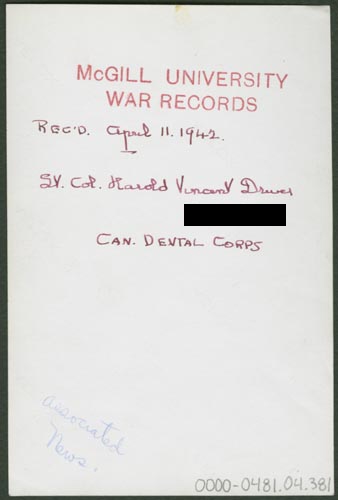 McGILL UNIVERSITY
WAR RECORDS
REC'D. April 11. 1942.
Lt. Col. Harold Vincent
CAN. DENTAL CORPS
associated
News.
0000-0481.04.381